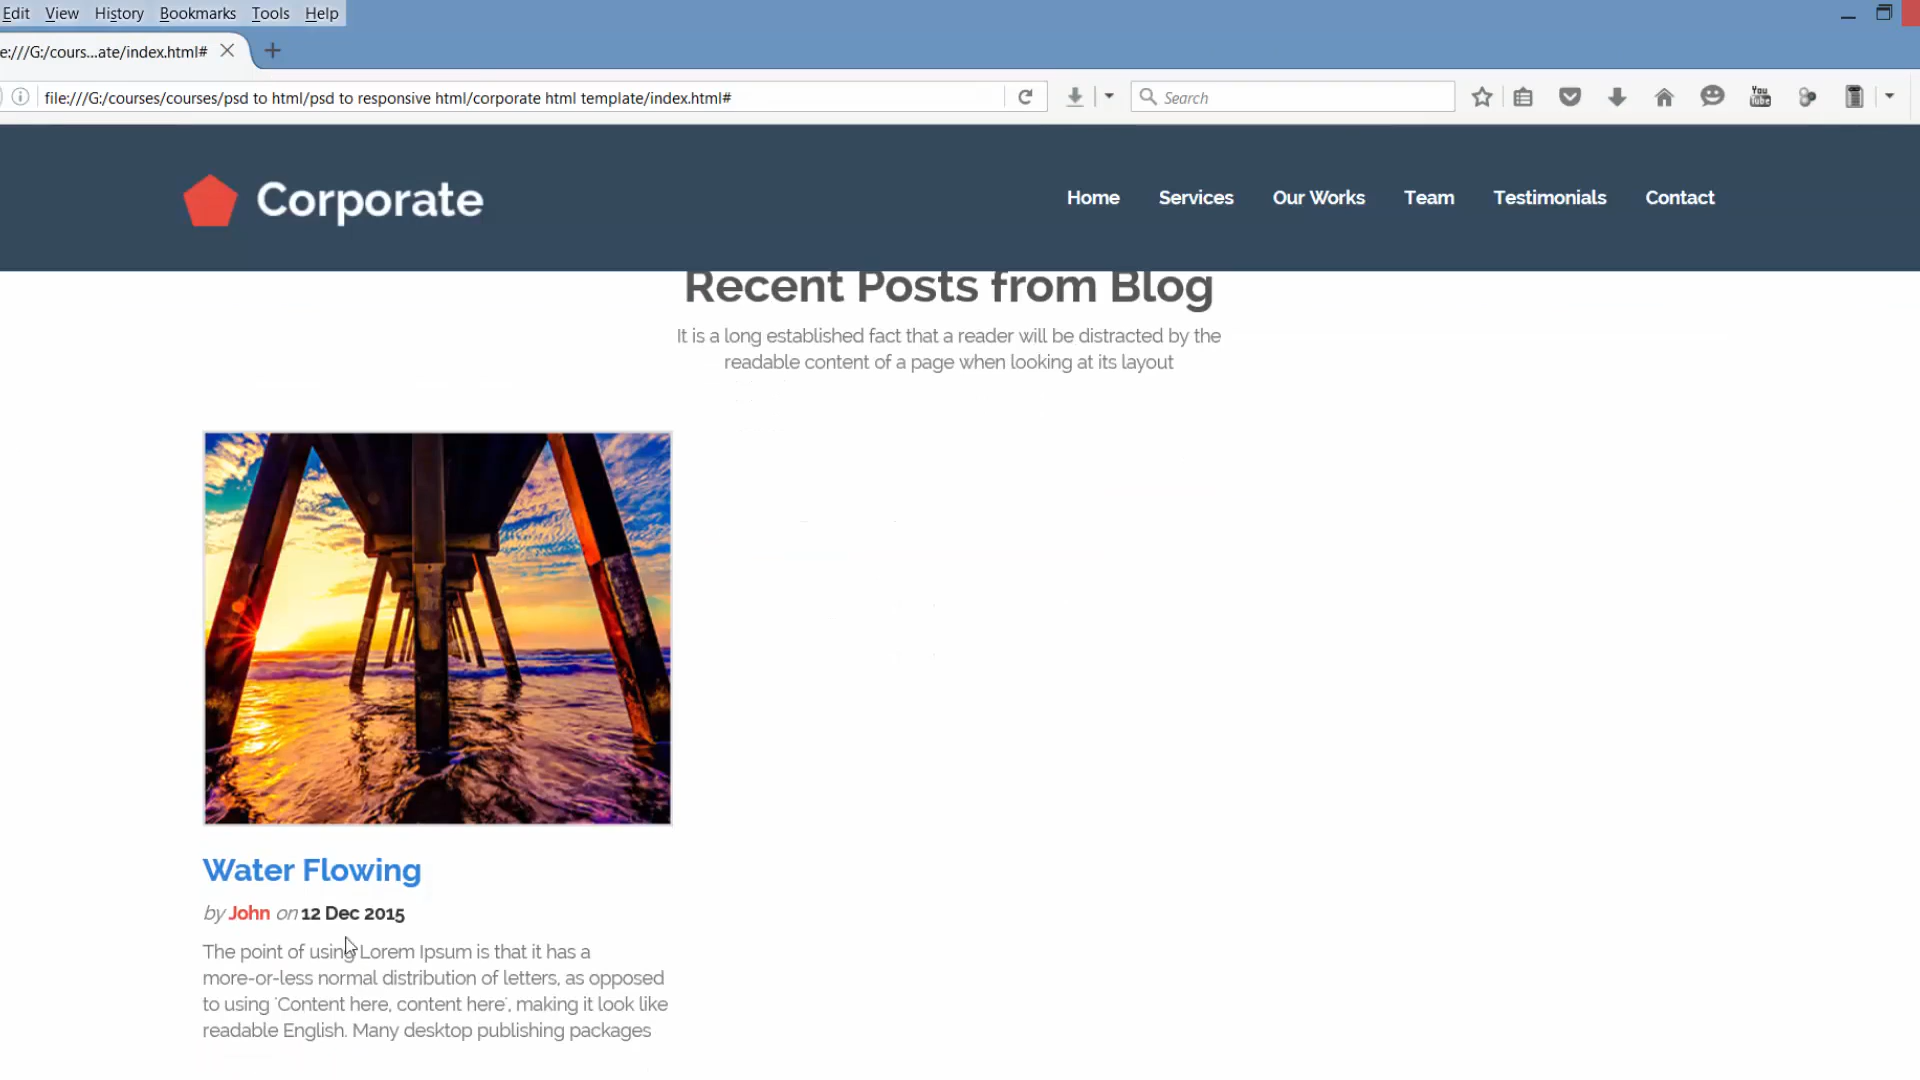 Edit View History Bookmarks Tools Help
e:///G:/cours...ate/index.html#
file:///G:/courses/courses/psd to html/psd to responsive html/corporate html template/index.html#
Search
You Tube
Corporate
Home Services Our Works Team Testimonials Contact
Recent Posts from Blog
It is a long established fact that a reader will be distracted by the
readable content of a page when looking at its layout
Water Flowing
by John on 12 Dec 2015
The point of using Lorem Ipsum is that it has a
more-or-less normal distribution of letters, as opposed
to using 'Content here, content here', making it look like
readable English. Many desktop publishing packages